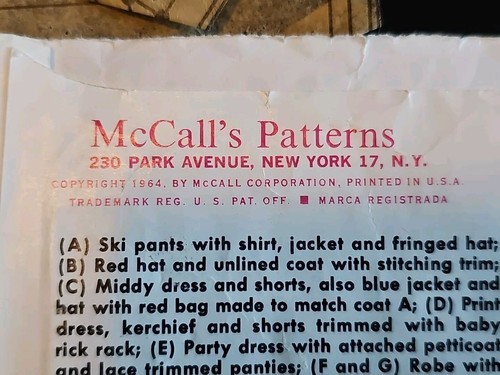 McCall's Patterns
230 PARK AVENUE, NEW YORK 17, N.Y.
COPYRIGHT 1964, BY McCALL CORPORATION, PRINTED IN U.S.A.
TRADEMARK REG. U. S. PAT. OFF. ■ MARCA REGISTRADA
(A) Ski pants with shirt, jacket and fringed hat;
(B) Red hat and unlined coat with stitching trim;
(C) Middy dress and shorts, also blue jacket and
hat with red bag made to match coat A; (D) Print
dress, kerchief and shorts trimmed with baby
rick rack; (E) Party dress with attached petticoat
and lace trimmed panties; (F and G) Robe with